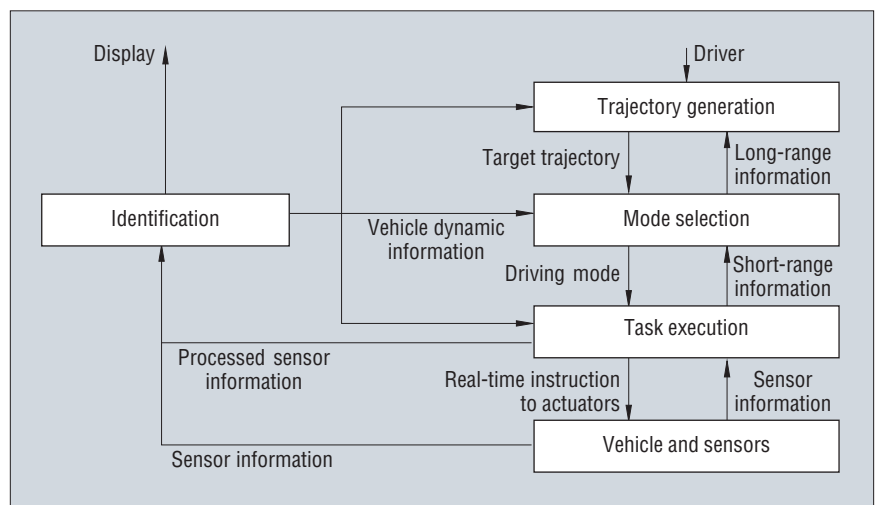 Display
Driver
Trajectory generation
Target trajectory
Long-range
information
Identification
Mode selection
Vehicle dynamic
information
Driving mode
Short-range
information
Task execution
Processed sensor
information
Real-time instruction
to actuators
Sensor
information
Vehicle and sensors
Sensor information